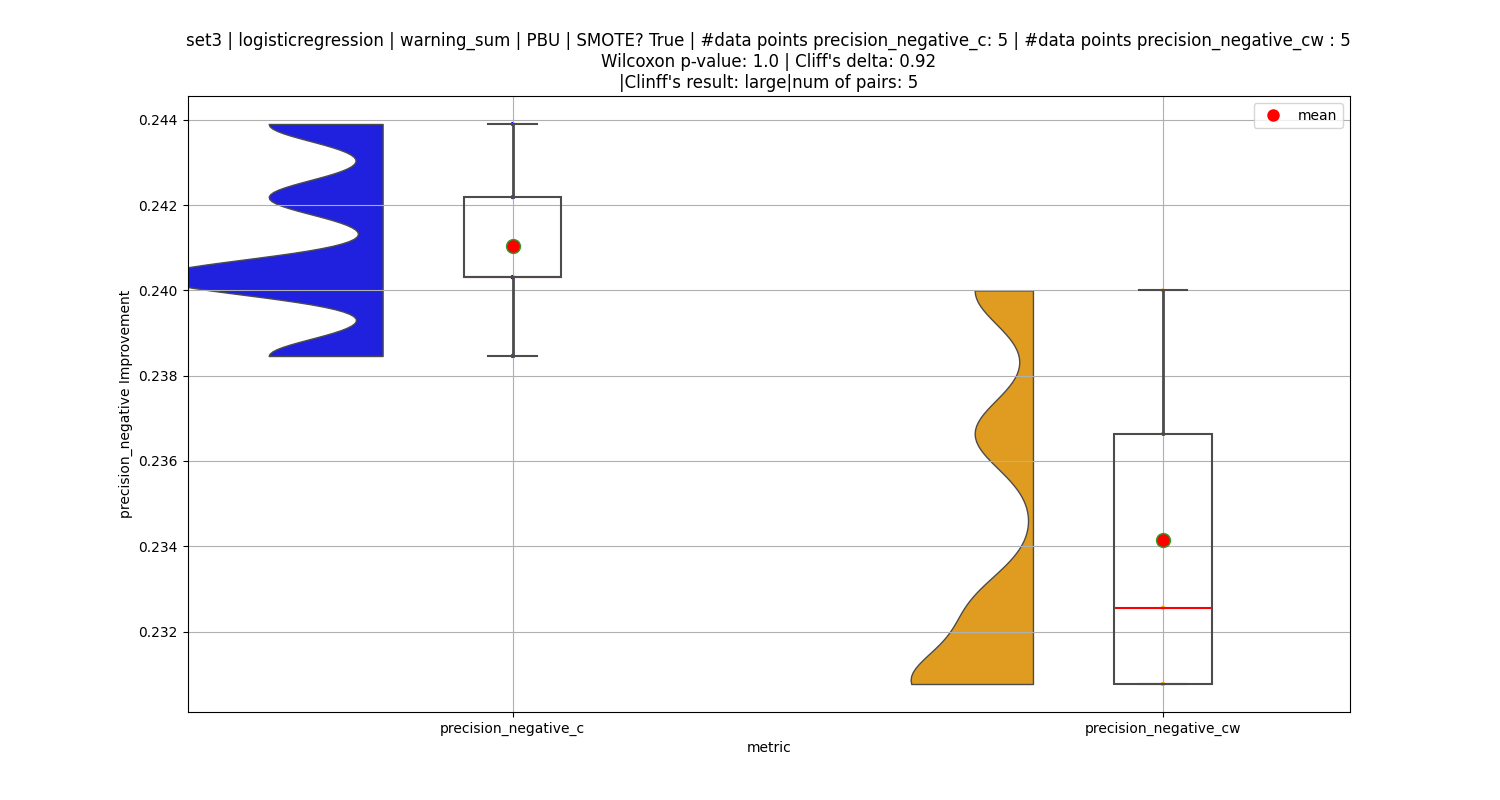 set3 | logisticregression | warning_sum | PBU | SMOTE? True | #data points precision_negative_c: 5 | #data points precision_negative_cw : 5
Wilcoxon p-value: 1.0 | Cliff's delta: 0.92
|Clinff's result: large|num of pairs: 5
mean
0.244
0.242
0.240
0.238
0.236
0.234
0.232
precision_negative Improvement
precision_negative_c
precision_negative_cw
metric